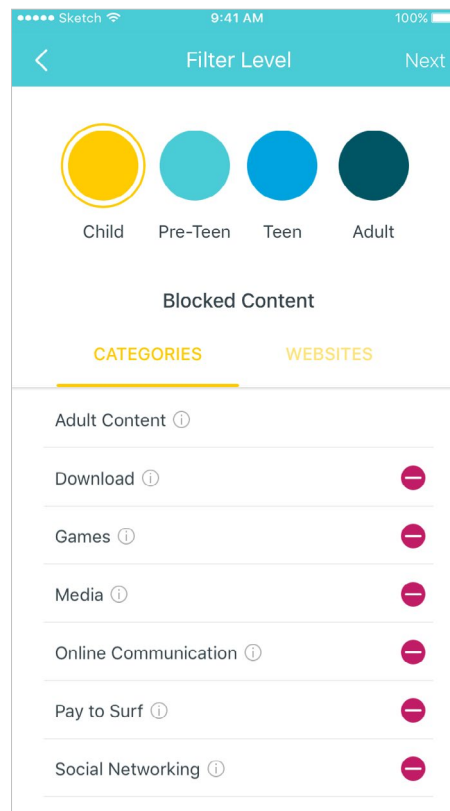 Sketch 9:41 AM 100%
Filter Level Next
Child Pre-Teen Teen Adult
Blocked Content
CATEGORIES WEBSITES
Adult Content
Download
Games
Media
Online Communication
Pay to Surf
Social Networking